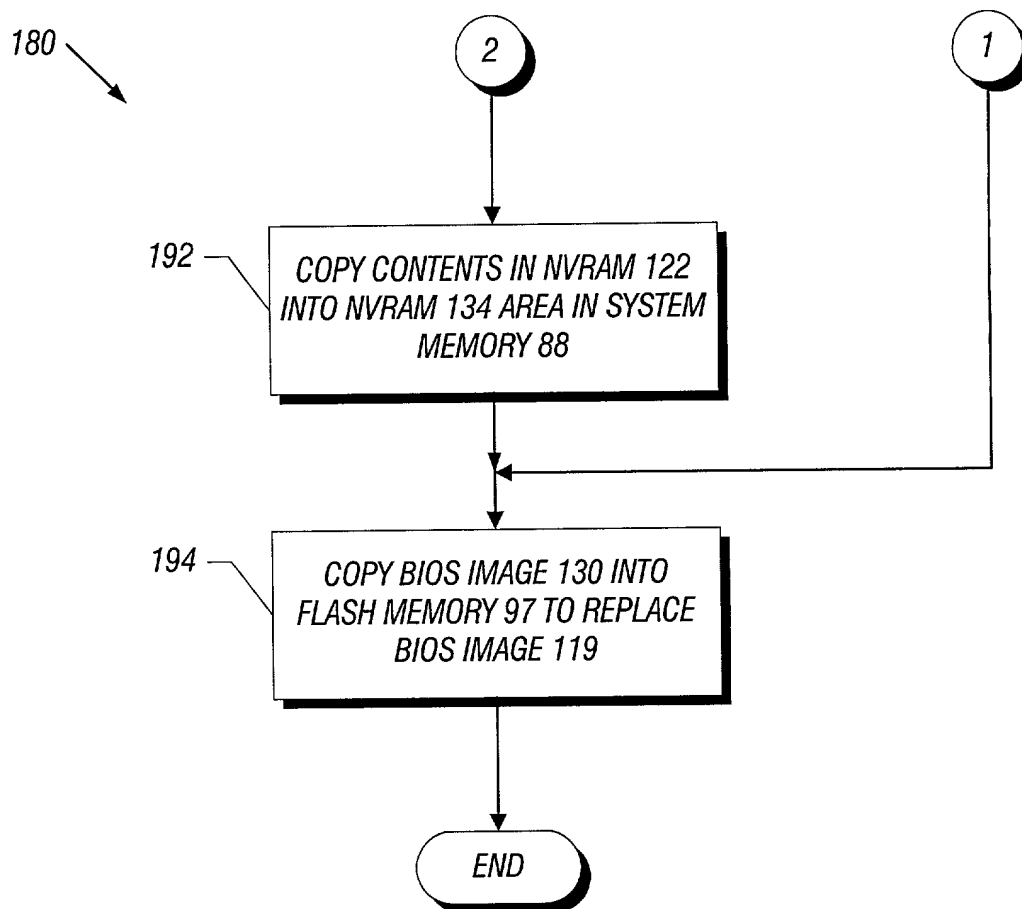 180
2
1
192
COPY CONTENTS IN NVRAM 122
INTO NVRAM 134 AREA IN SYSTEM
MEMORY 88
194
COPY BIOS IMAGE 130 INTO
FLASH MEMORY 97 TO REPLACE
BIOS IMAGE 119
END